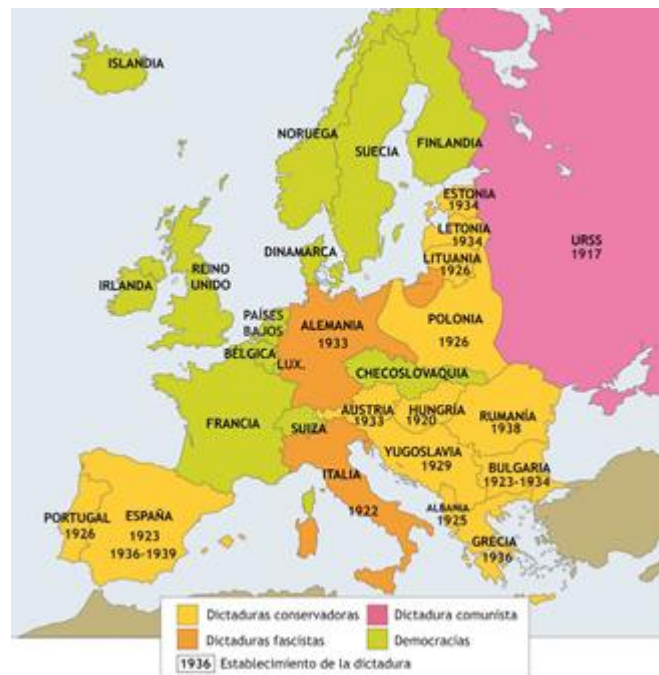 ISLANDIA
NORUEGA
SUECIA
FINLANDIA
ESTONIA
1934
LETONIA
1934
LITUANIA
1926
URSS
1917
DINAMARCA
IRLANDA
REINO
UNIDO
PAÍSES
BAJOS
BÉLGICA
LUX.
ALEMANIA
1933
POLONIA
1926
CHECOSLOVAQUIA
FRANCIA
SUIZA
AUSTRIA
1933
HUNGRÍA
1920
RUMANÍA
1938
YUGOSLAVIA
1929
BULGARIA
1923-1934
ITALIA
1922
ALBANIA
1925
GRECIA
1936
PORTUGAL
1926
ESPAÑA
1923
1936-1939
Dictaduras conservadoras
Dictadura comunista
Dictaduras fascistas
Democracias
1936 Establecimiento de la dictadura